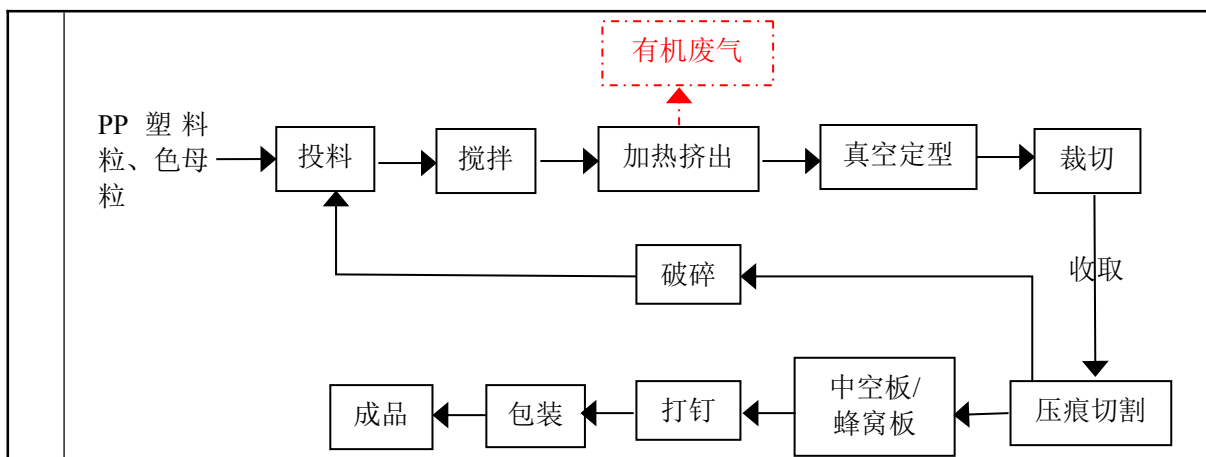 有机废气
PP 塑料
粒、色母
粒
投料
搅拌
加热挤出
真空定型
裁切
破碎
收取
中空板/
蜂窝板
成品
包装
打钉
压痕切割